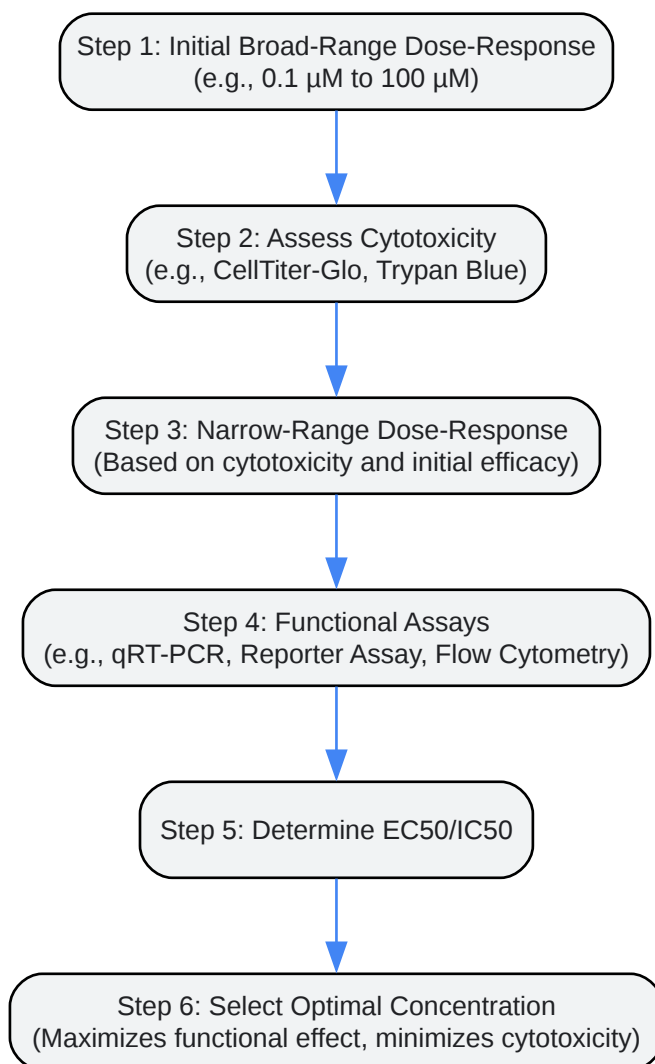 Step 1: Initial Broad-Range Dose-Response
(e.g., 0.1 µM to 100 µM)
Step 2: Assess Cytotoxicity
(e.g., CellTiter-Glo, Trypan Blue)
Step 3: Narrow-Range Dose-Response
(Based on cytotoxicity and initial efficacy)
Step 4: Functional Assays
(e.g., qRT-PCR, Reporter Assay, Flow Cytometry)
Step 5: Determine EC50/IC50
Step 6: Select Optimal Concentration
(Maximizes functional effect, minimizes cytotoxicity)